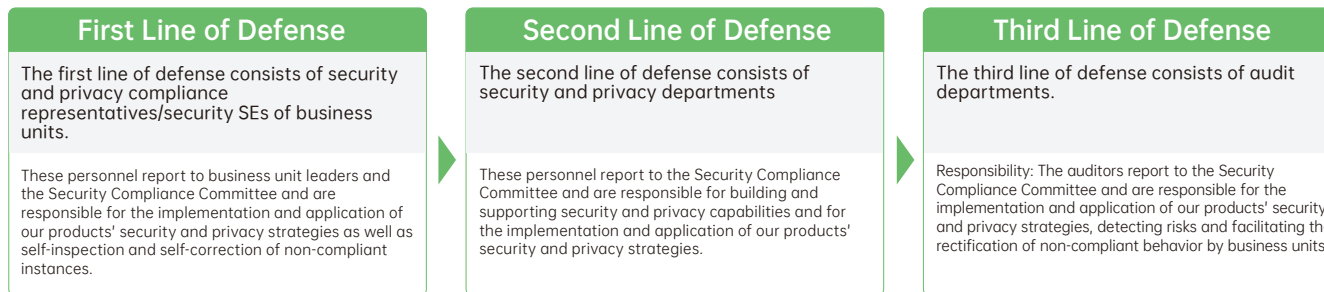 First Line of Defense
The first line of defense consists of security
and privacy compliance
representatives/security SEs of business
units.
These personnel report to business unit leaders and
the Security Compliance Committee and are
responsible for the implementation and application of
our products' security and privacy strategies as well as
self-inspection and self-correction of non-compliant
instances.
Second Line of Defense
The second line of defense consists of
security and privacy departments
These personnel report to the Security Compliance
Committee and are responsible for building and
supporting security and privacy capabilities and for
the implementation and application of our products'
security and privacy strategies.
Third Line of Defense
The third line of defense consists of audit
departments.
Responsibility: The auditors report to the Security
Compliance Committee and are responsible for the
implementation and application of our products' security
and privacy strategies, detecting risks and facilitating th
rectification of non-compliant behavior by business units